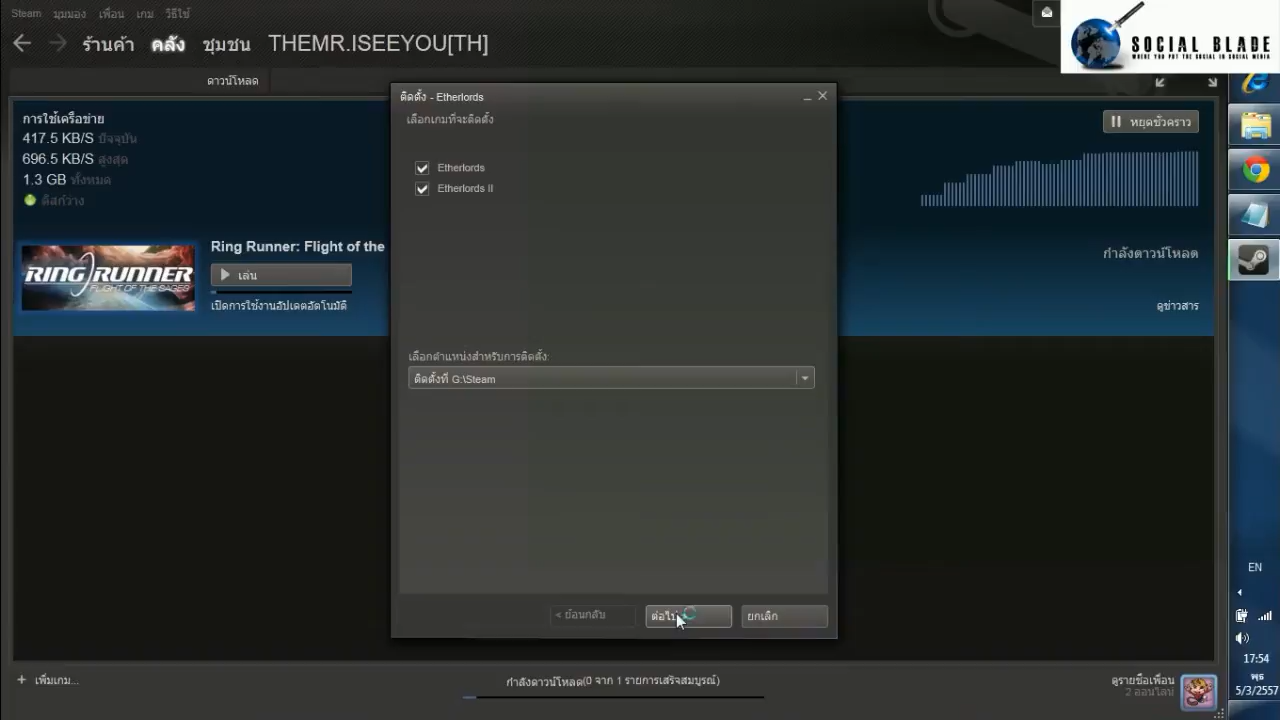 Steam มุมมอง เพื่อน เกม วิธีใช้
ร้านค้า คลัง ชุมชน THEMR.ISEEYOU[TH]
SOCIAL BLADE
WHERE YOU PUT THE SOCIAL IN SOCIAL MEDIA
ดาวน์โหลด
การใช้เครือข่าย
417.5 KB/S ปัจจุบัน
696.5 KB/S สูงสุด
1.3 GB ทั้งหมด
ดิสก์ว่าง
หยุดชั่วคราว
Ring Runner: Flight of the
RING RUNNER
FLIGHT OF THE SAGES
เล่น
เปิดการใช้งานอัปเดตอัตโนมัติ
กำลังดาวน์โหลด
ดูข่าวสาร
ติดตั้ง - Etherlords
เลือกเกมที่จะติดตั้ง
Etherlords
Etherlords II
เลือกตำแหน่งสำหรับการติดตั้ง:
ติดตั้งที่ G:\Steam
< ย้อนกลับ
ต่อไป
ยกเลิก
+ เพิ่มเกม...
กำลังดาวน์โหลด(0 จาก 1 รายการเสร็จสมบูรณ์)
ดูรายชื่อเพื่อน
2 ออนไลน์
EN
17:54
พุธ
5/3/2557